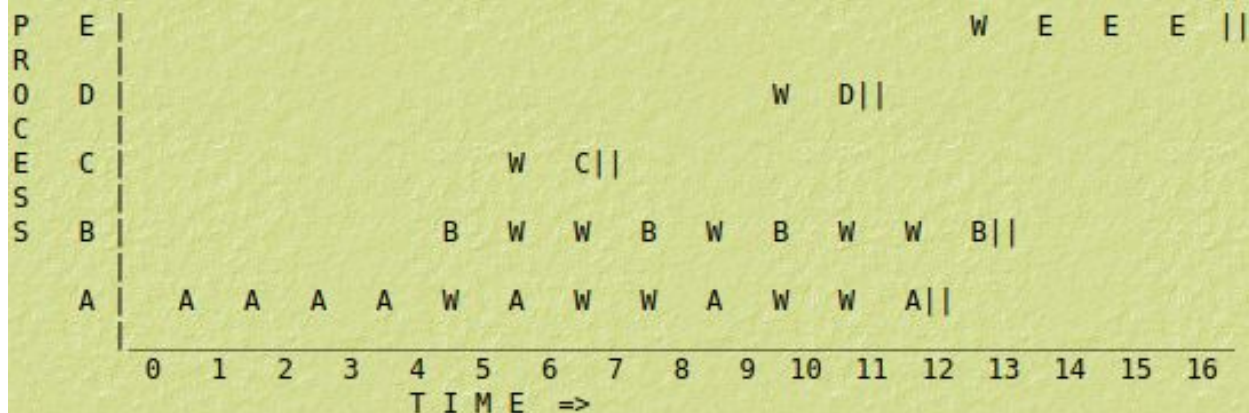 P E | W E E E ||
R |
O D | W D||
C |
E C | W C||
S |
S B | B W W B W B W W B||
|
A | A A A A W A W W A W W A||
|
0 1 2 3 4 5 6 7 8 9 10 11 12 13 14 15 16
T I M E =>